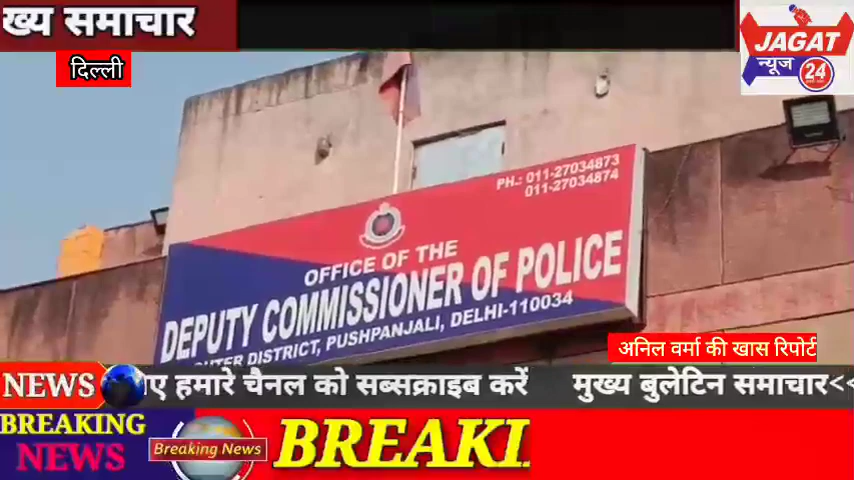 ख्य समाचार
JAGAT
न्यूज
24
दिल्ली
PH.: 011-27034873
011-27034874
OFFICE OF THE
DEPUTY COMMISSIONER OF POLICE
OUTER DISTRICT, PUSHPANJALI, DELHI-110034
अनिल वर्मा की खास रिपोर्ट
NEWS
हमारे चैनल को सब्सक्राइब करें मुख्य बुलेटिन समाचार<<
BREAKING
NEWS
Breaking News
BREAKI